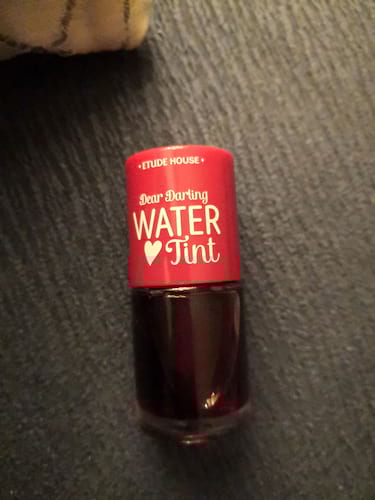 • ETUDE HOUSE •
Dear Darling
WATER
Tint